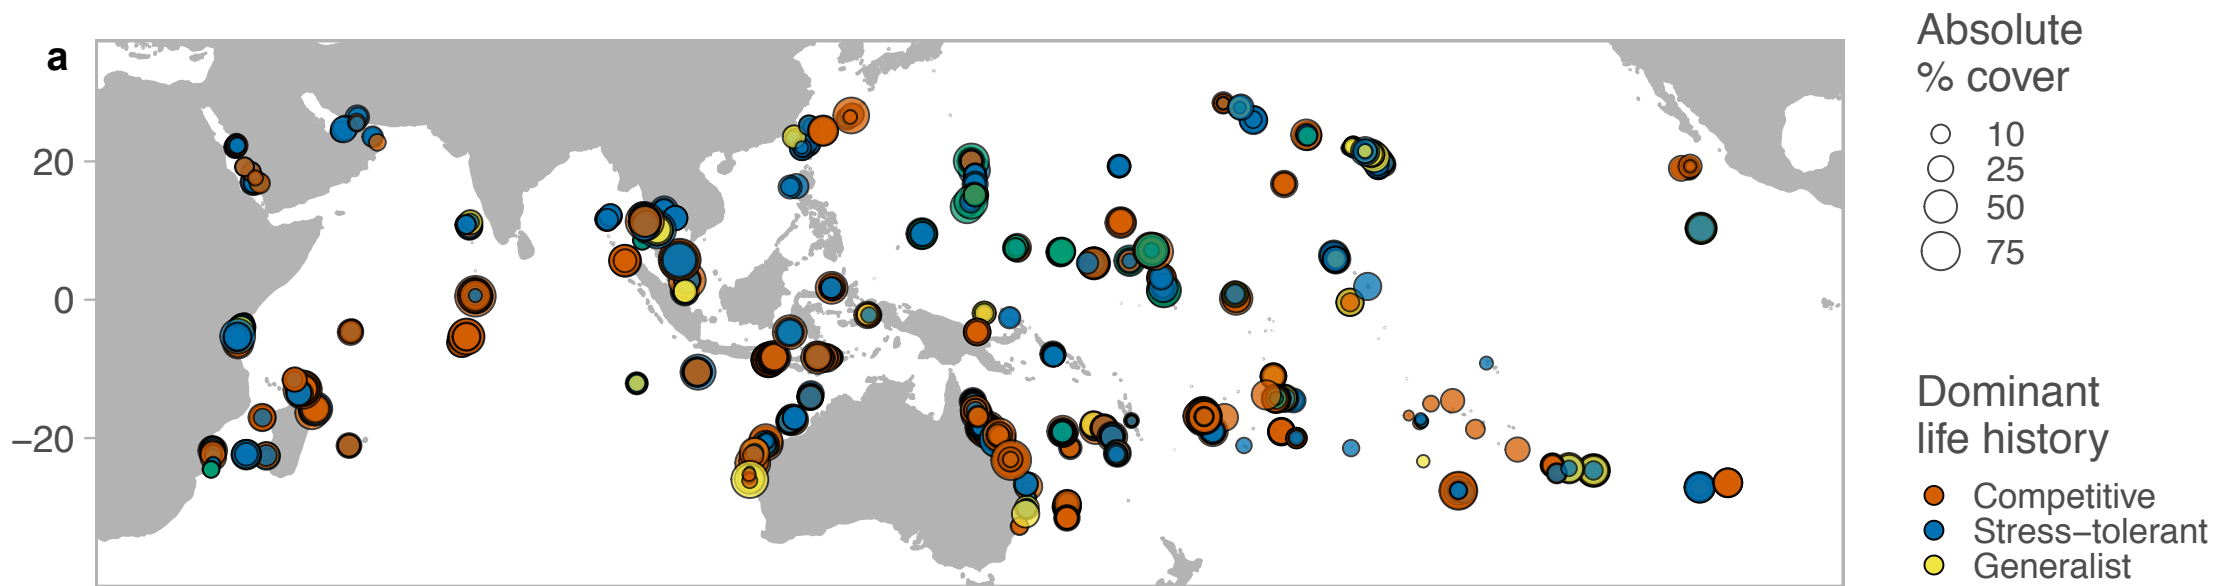 a
20
0
−20
Absolute
% cover
10
25
50
75
Dominant
life history
Competitive
Stress−tolerant
Generalist